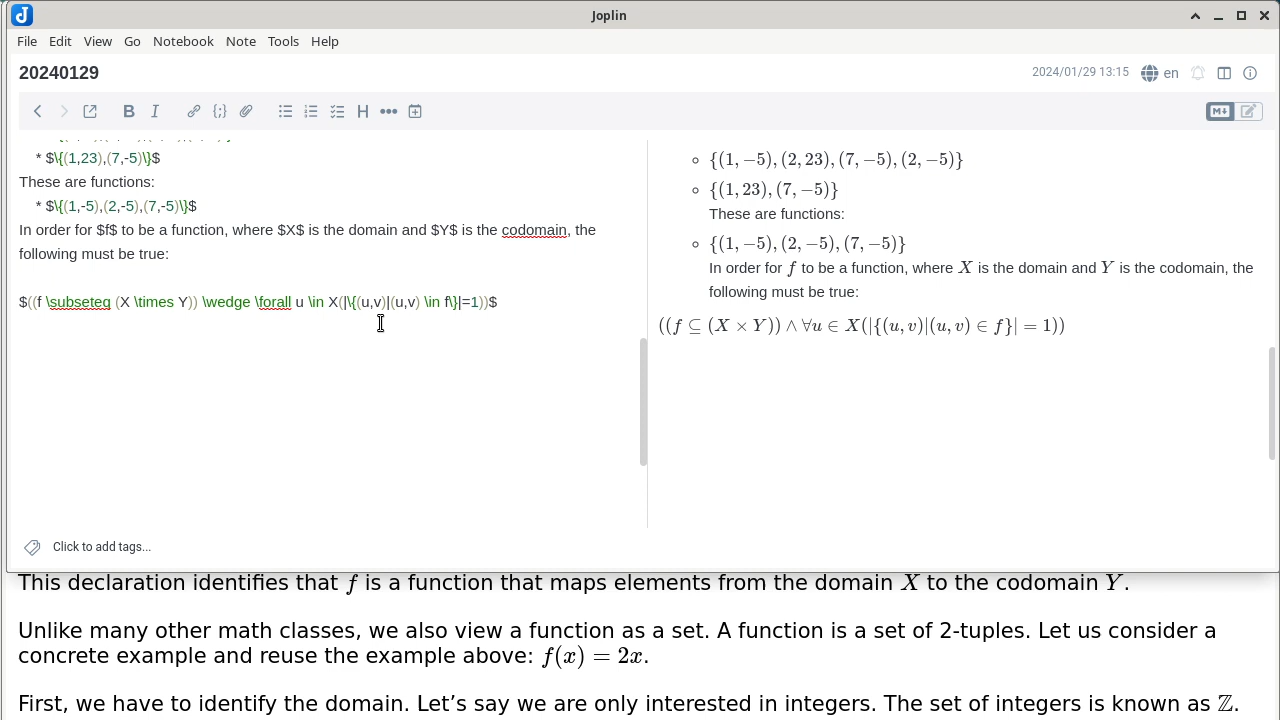 Joplin
File Edit View Go Notebook Note Tools Help
20240129
2024/01/29 13:15 en
* $\{(1,23),(7,-5)\}$
These are functions:
* $\{(1,-5),(2,-5),(7,-5)\}$
In order for $f$ to be a function, where $X$ is the domain and $Y$ is the codomain, the
following must be true:
$((f \subseteq (X \times Y)) \wedge \forall u \in X(|\{(u,v)|(u,v) \in f\}|=1))$
{(1, −5), (2, 23), (7, −5), (2, −5)}
{(1, 23), (7, −5)}
These are functions:
{(1, −5), (2, −5), (7, −5)}
In order for f to be a function, where X is the domain and Y is the codomain, the
following must be true:
((f ⊆ (X × Y)) ∧ ∀u ∈ X(|{(u, v)|(u, v) ∈ f}| = 1))
Click to add tags...
This declaration identifies that f is a function that maps elements from the domain X to the codomain Y.
Unlike many other math classes, we also view a function as a set. A function is a set of 2-tuples. Let us consider a
concrete example and reuse the example above: f(x) = 2x.
First, we have to identify the domain. Let’s say we are only interested in integers. The set of integers is known as ℤ.